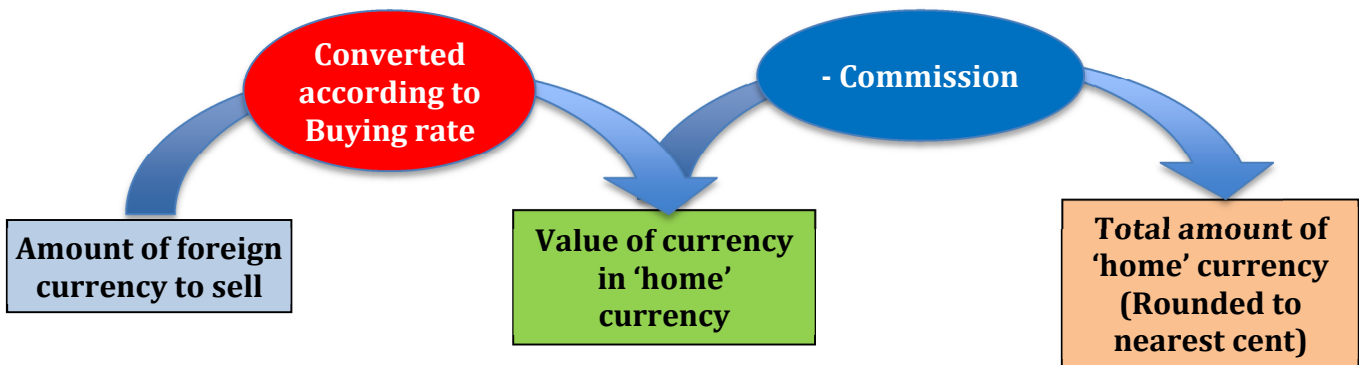 Converted
according to
Buying rate
- Commission
Amount of foreign
currency to sell
Value of currency
in ‘home’
currency
Total amount of
‘home’ currency
(Rounded to
nearest cent)